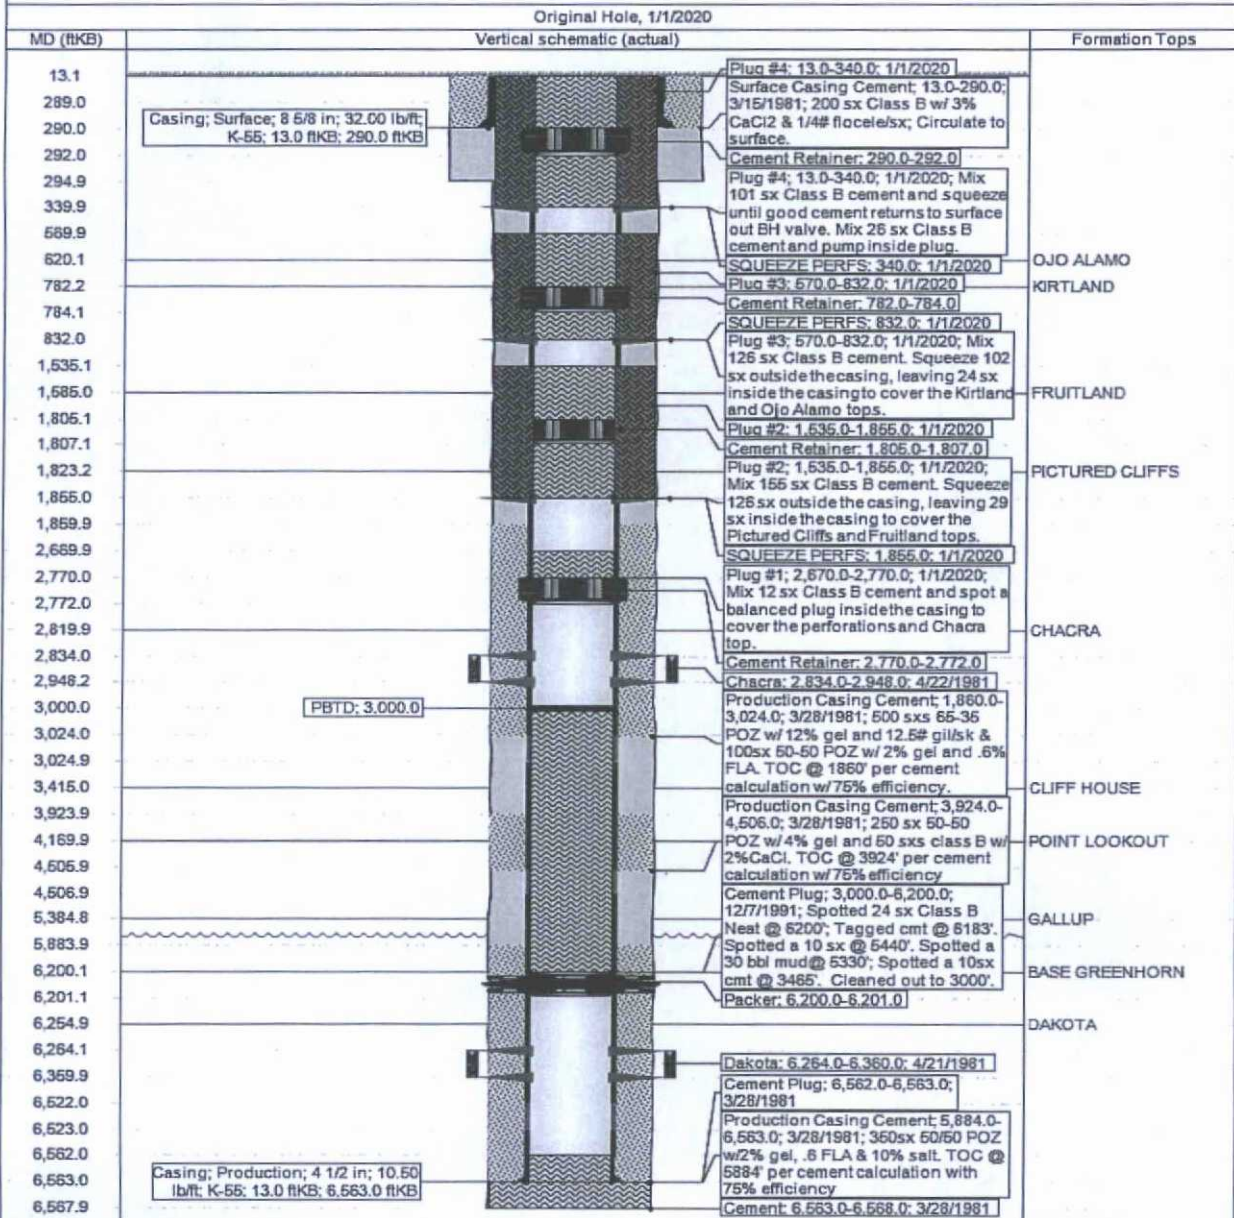 Original Hole, 1/1/2020
MD (ftKB)
Vertical schematic (actual)
Formation Tops
13.1
289.0
290.0
292.0
294.9
339.9
569.9
620.1
782.2
784.1
832.0
1,535.1
1,585.0
1,805.1
1,807.1
1,823.2
1,855.0
1,859.9
2,669.9
2,770.0
2,772.0
2,819.9
2,834.0
2,948.2
3,000.0
3,024.0
3,024.9
3,415.0
3,923.9
4,169.9
4,505.9
4,506.9
5,384.8
5,883.9
6,200.1
6,201.1
6,254.9
6,264.1
6,359.9
6,522.0
6,523.0
6,562.0
6,563.0
6,567.9
Casing; Surface; 8 5/8 in; 32.00 lb/ft;
K-55; 13.0 ftKB; 290.0 ftKB
PBTD; 3,000.0
Casing; Production; 4 1/2 in; 10.50
lb/ft; K-55; 13.0 ftKB; 6,563.0 ftKB
Plug #4; 13.0-340.0; 1/1/2020
Surface Casing Cement; 13.0-290.0;
3/15/1981; 200 sx Class B w/ 3%
CaCl2 & 1/4# flocele/sx; Circulate to
surface.
Cement Retainer; 290.0-292.0
Plug #4; 13.0-340.0; 1/1/2020; Mix
101 sx Class B cement and squeeze
until good cement returns to surface
out BH valve. Mix 26 sx Class B
cement and pump inside plug.
SQUEEZE PERFS; 340.0; 1/1/2020
Plug #3; 570.0-832.0; 1/1/2020
Cement Retainer; 782.0-784.0
SQUEEZE PERFS; 832.0; 1/1/2020
Plug #3; 570.0-832.0; 1/1/2020; Mix
126 sx Class B cement. Squeeze 102
sx outside the casing, leaving 24 sx
inside the casing to cover the Kirtland
and Ojo Alamo tops.
Plug #2; 1,535.0-1,855.0; 1/1/2020
Cement Retainer; 1,805.0-1,807.0
Plug #2; 1,535.0-1,855.0; 1/1/2020;
Mix 155 sx Class B cement. Squeeze
126 sx outside the casing, leaving 29
sx inside the casing to cover the
Pictured Cliffs and Fruitland tops.
SQUEEZE PERFS; 1,855.0; 1/1/2020
Plug #1; 2,670.0-2,770.0; 1/1/2020;
Mix 12 sx Class B cement and spot a
balanced plug inside the casing to
cover the perforations and Chacra
top.
Cement Retainer; 2,770.0-2,772.0
Chacra; 2,834.0-2,948.0; 4/22/1981
Production Casing Cement; 1,860.0-
3,024.0; 3/28/1981; 500 sxs 65-35
POZ w/ 12% gel and 12.5# gil/sk &
100sx 50-50 POZ w/ 2% gel and .6%
FLA. TOC @ 1860' per cement
calculation w/ 75% efficiency.
Production Casing Cement; 3,924.0-
4,506.0; 3/28/1981; 250 sx 50-50
POZ w/ 4% gel and 50 sxs class B w/
2%CaCl. TOC @ 3924' per cement
calculation w/ 75% efficiency
Cement Plug; 3,000.0-6,200.0;
12/7/1991; Spotted 24 sx Class B
Neat @ 6200'; Tagged cmt @ 6183'.
Spotted a 10 sx @ 5440'. Spotted a
30 bbl mud@ 5330'; Spotted a 10sx
cmt @ 3465'. Cleaned out to 3000'.
Packer; 6,200.0-6,201.0
Dakota; 6,264.0-6,360.0; 4/21/1981
Cement Plug; 6,562.0-6,563.0;
3/28/1981
Production Casing Cement; 5,884.0-
6,563.0; 3/28/1981; 350sx 50/50 POZ
w/2% gel, .6 FLA & 10% salt. TOC @
5884' per cement calculation with
75% efficiency
Cement; 6,563.0-6,568.0; 3/28/1981
OJO ALAMO
KIRTLAND
FRUITLAND
PICTURED CLIFFS
CHACRA
CLIFF HOUSE
POINT LOOKOUT
GALLUP
BASE GREENHORN
DAKOTA